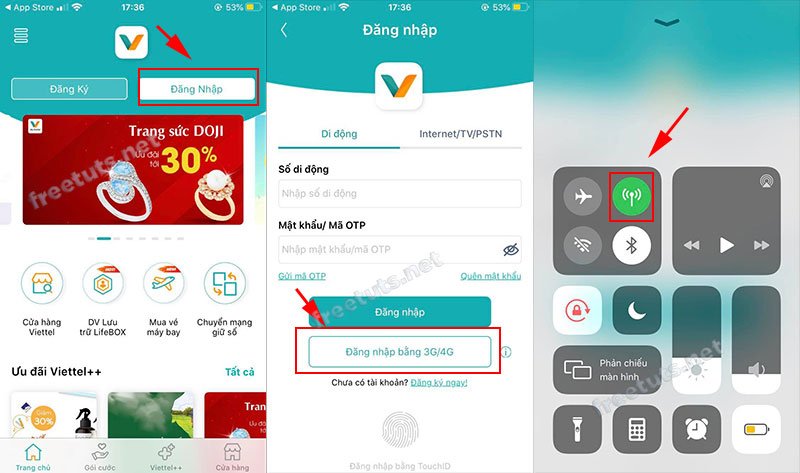 App Store
17:36
53%
Đăng Ký
Đăng Nhập
Trang sức DOJI
ưu đãi tới 30%
freetuts.net
Cửa hàng Viettel
DV Lưu trữ LifeBOX
Mua vé máy bay
Chuyển mạng giữ số
Ưu đãi Viettel++
Tất cả
Giảm 30%
Trang
Trang chủ
Gói cước
Viettel++
Cửa hàng
App Store
17:36
53%
Đăng nhập
Di động
Internet/TV/PSTN
Số di động
Nhập số di động
Mật khẩu/ Mã OTP
Nhập mật khẩu/mã OTP
freetuts.net
Gửi mã OTP
Quên mật khẩu
Đăng nhập
Đăng nhập bằng 3G/4G
Chưa có tài khoản? Đăng ký ngay!
Đăng nhập bằng TouchID
Phản chiếu
màn hình
freetuts.net